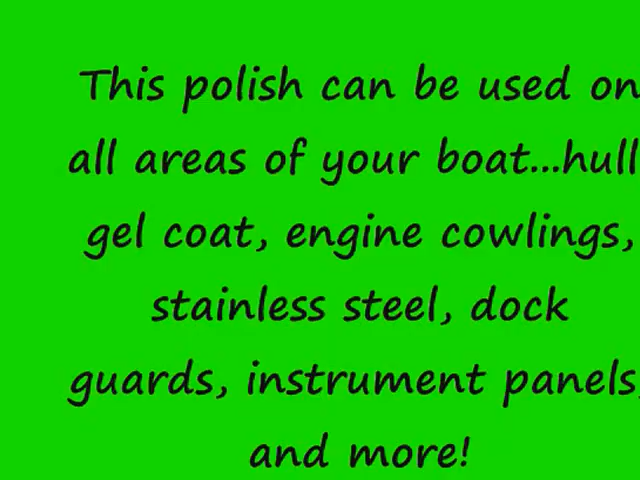 This polish can be used on
all areas of your boat...hull
gel coat, engine cowlings,
stainless steel, dock
guards, instrument panels,
and more!